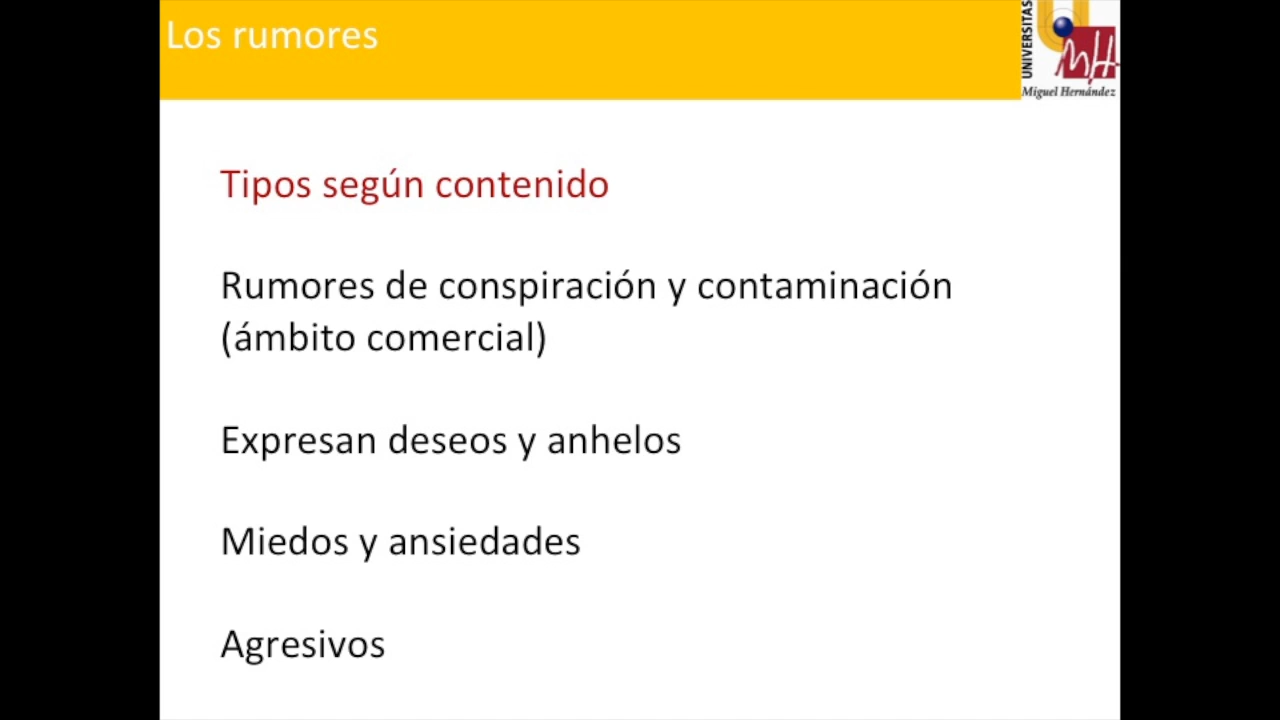 Los rumores
UNIVERSITAS
Miguel Hernández
Tipos según contenido
Rumores de conspiración y contaminación
(ámbito comercial)
Expresan deseos y anhelos
Miedos y ansiedades
Agresivos